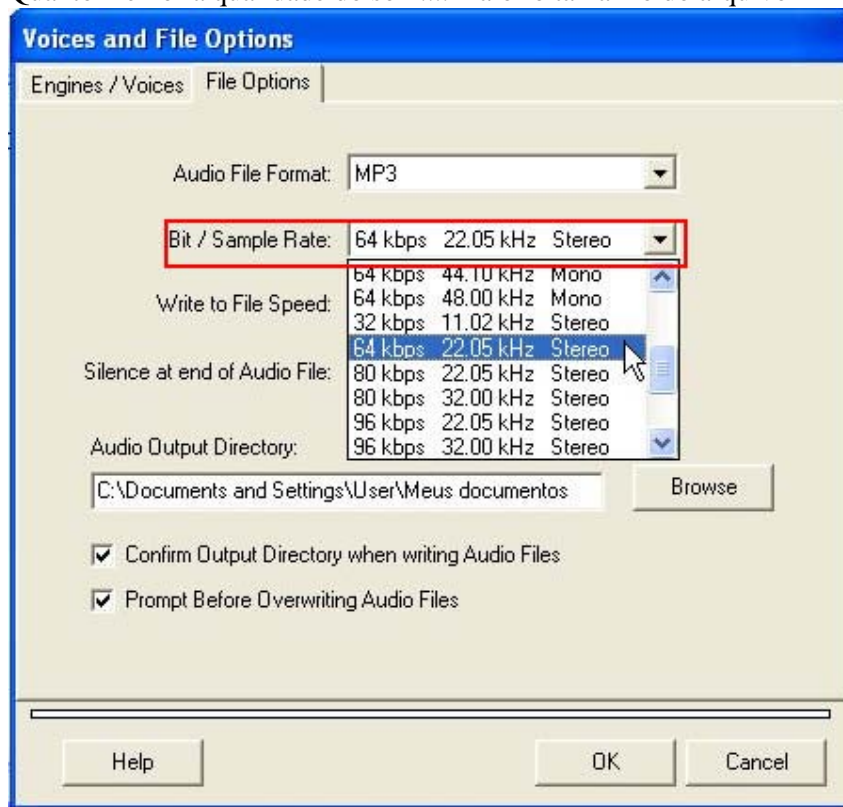 Voices and File Options
Engines / Voices File Options
Audio File Format: MP3
Bit / Sample Rate: 64 kbps 22.05 kHz Stereo
64 kbps 44.10 kHz Mono
Write to File Speed: 64 kbps 48.00 kHz Mono
32 kbps 11.02 kHz Stereo
64 kbps 22.05 kHz Stereo
Silence at end of Audio File: 80 kbps 22.05 kHz Stereo
80 kbps 32.00 kHz Stereo
96 kbps 22.05 kHz Stereo
Audio Output Directory: 96 kbps 32.00 kHz Stereo
C:\Documents and Settings\User\Meus documentos Browse
Confirm Output Directory when writing Audio Files
Prompt Before Overwriting Audio Files
Help OK Cancel